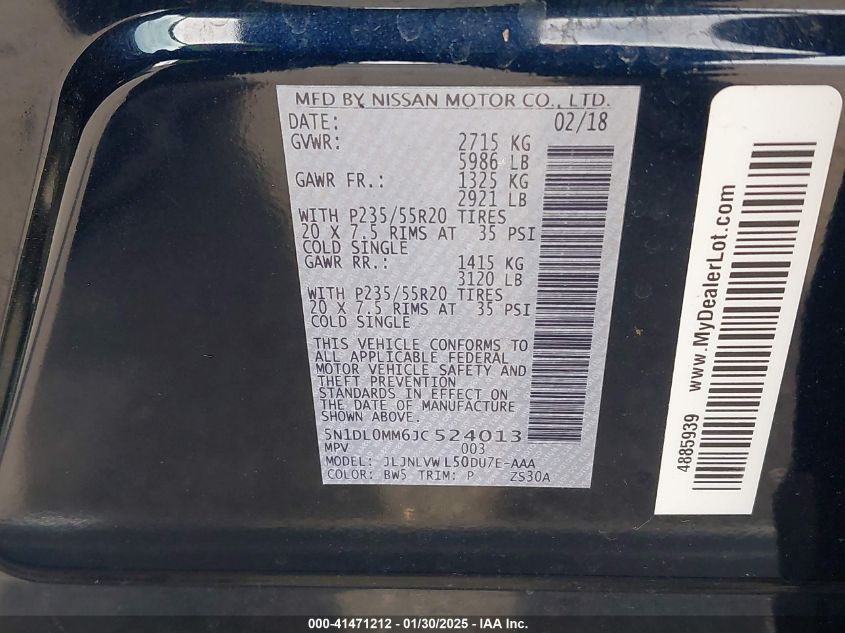 MFD BY NISSAN MOTOR CO., LTD.
DATE: 02/18
GVWR: 2715 KG
5986 LB
GAWR FR.: 1325 KG
2921 LB
WITH P235/55R20 TIRES
20 X 7.5 RIMS AT 35 PSI
COLD SINGLE
GAWR RR.: 1415 KG
3120 LB
WITH P235/55R20 TIRES
20 X 7.5 RIMS AT 35 PSI
COLD SINGLE
THIS VEHICLE CONFORMS TO
ALL APPLICABLE FEDERAL
MOTOR VEHICLE SAFETY AND
THEFT PREVENTION
STANDARDS IN EFFECT ON
THE DATE OF MANUFACTURE
SHOWN ABOVE.
5N1DL0MM6JC524013
MPV 003
MODEL: JLJNLVWL50DU7E-AAA
COLOR: BW5 TRIM: P ZS30A
www.MyDealerLot.com
4885939
000-41471212 - 01/30/2025 - IAA Inc.